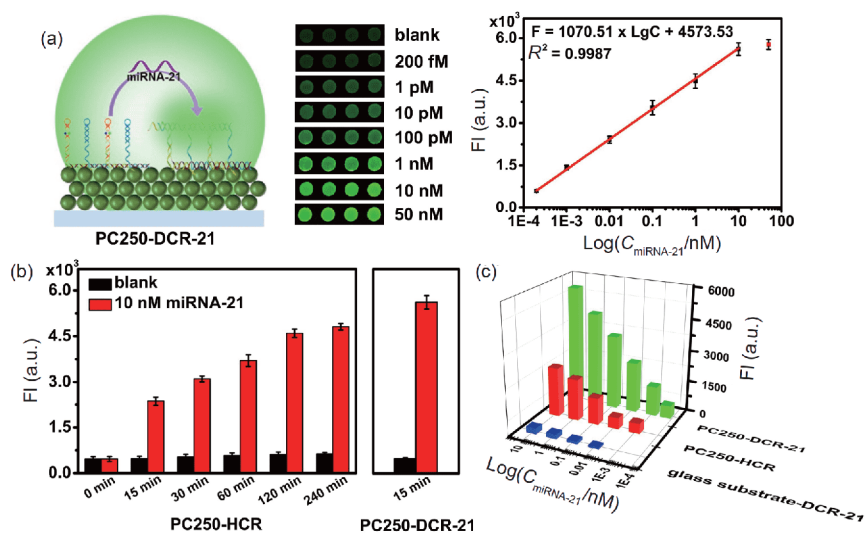 (a)
miRNA-21
PC250-DCR-21
blank
200 fM
1 pM
10 pM
100 pM
1 nM
10 nM
50 nM
×10³
F = 1070.51 x LgC + 4573.53
R² = 0.9987
6.0
4.5
3.0
1.5
0.0
FI (a.u.)
1E-4 1E-3 0.01 0.1 1 10 100
Log(C miRNA-21/nM)
(b)
×10³
blank
10 nM miRNA-21
6.0
4.5
3.0
1.5
0.0
FI (a.u.)
0 min 15 min 30 min 60 min 120 min 240 min
15 min
PC250-HCR
PC250-DCR-21
(c)
6000
4500
3000
1500
0
FI (a.u.)
PC250-DCR-21
PC250-HCR
glass substrate-DCR-21
10 1 0.1 0.01 1E-3 1E-4
Log(C miRNA-21/nM)